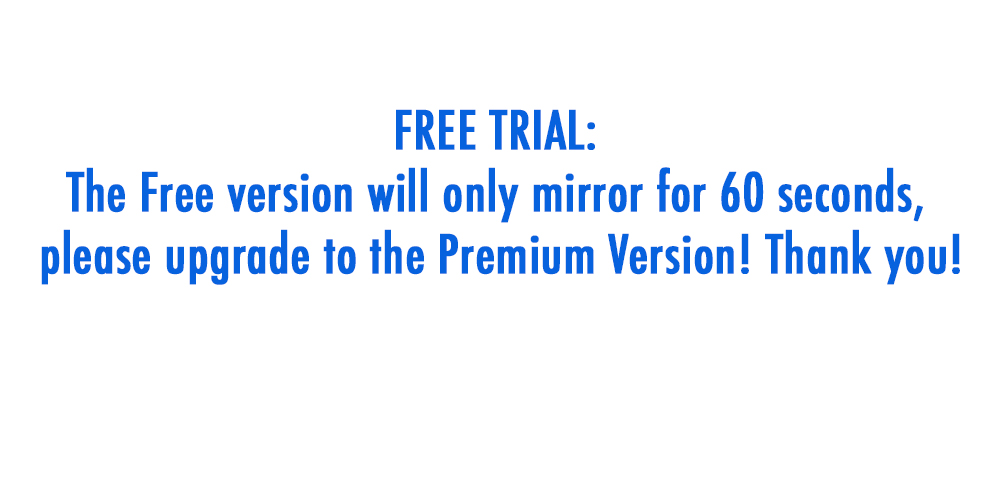 FREE TRIAL:
The Free version will only mirror for 60 seconds,
please upgrade to the Premium Version! Thank you!